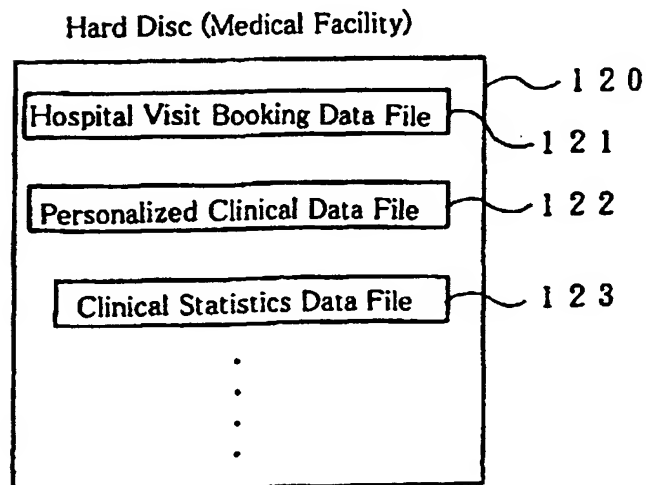 Hard Disc (Medical Facility)
120
Hospital Visit Booking Data File
121
Personalized Clinical Data File
122
Clinical Statistics Data File
123